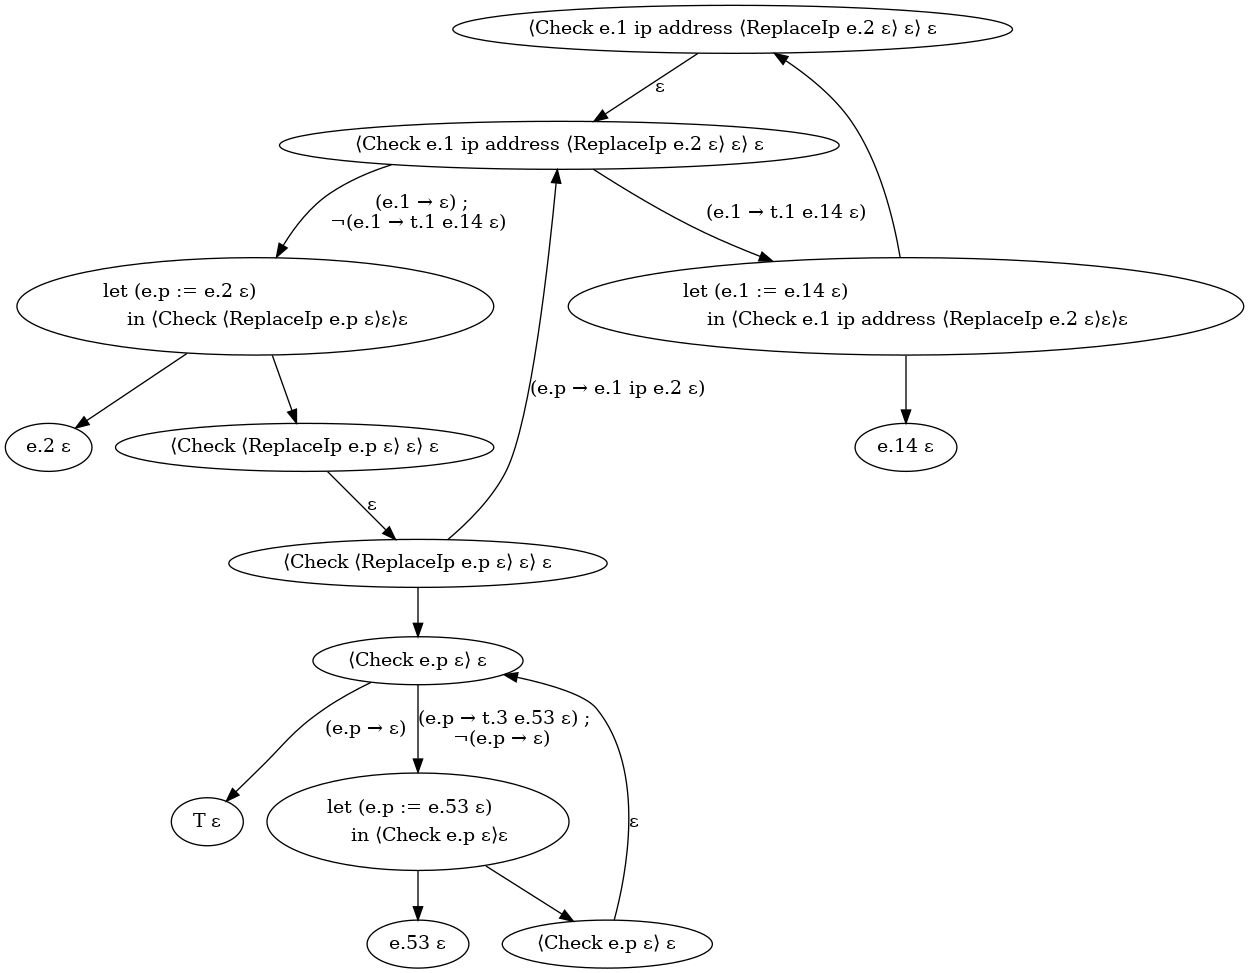 ⟨Check e.1 ip address ⟨ReplaceIp e.2 ε⟩ ε⟩ ε
ε
⟨Check e.1 ip address ⟨ReplaceIp e.2 ε⟩ ε⟩ ε
(e.1 → ε) ;
¬(e.1 → t.1 e.14 ε)
(e.1 → t.1 e.14 ε)
let (e.p := e.2 ε)
in ⟨Check ⟨ReplaceIp e.p ε⟩ε⟩ε
let (e.1 := e.14 ε)
in ⟨Check e.1 ip address ⟨ReplaceIp e.2 ε⟩ε⟩ε
(e.p → e.1 ip e.2 ε)
e.2 ε
⟨Check ⟨ReplaceIp e.p ε⟩ ε⟩ ε
e.14 ε
ε
⟨Check ⟨ReplaceIp e.p ε⟩ ε⟩ ε
⟨Check e.p ε⟩ ε
(e.p → ε)
(e.p → t.3 e.53 ε) ;
¬(e.p → ε)
T ε
let (e.p := e.53 ε)
in ⟨Check e.p ε⟩ε
ε
e.53 ε
⟨Check e.p ε⟩ ε